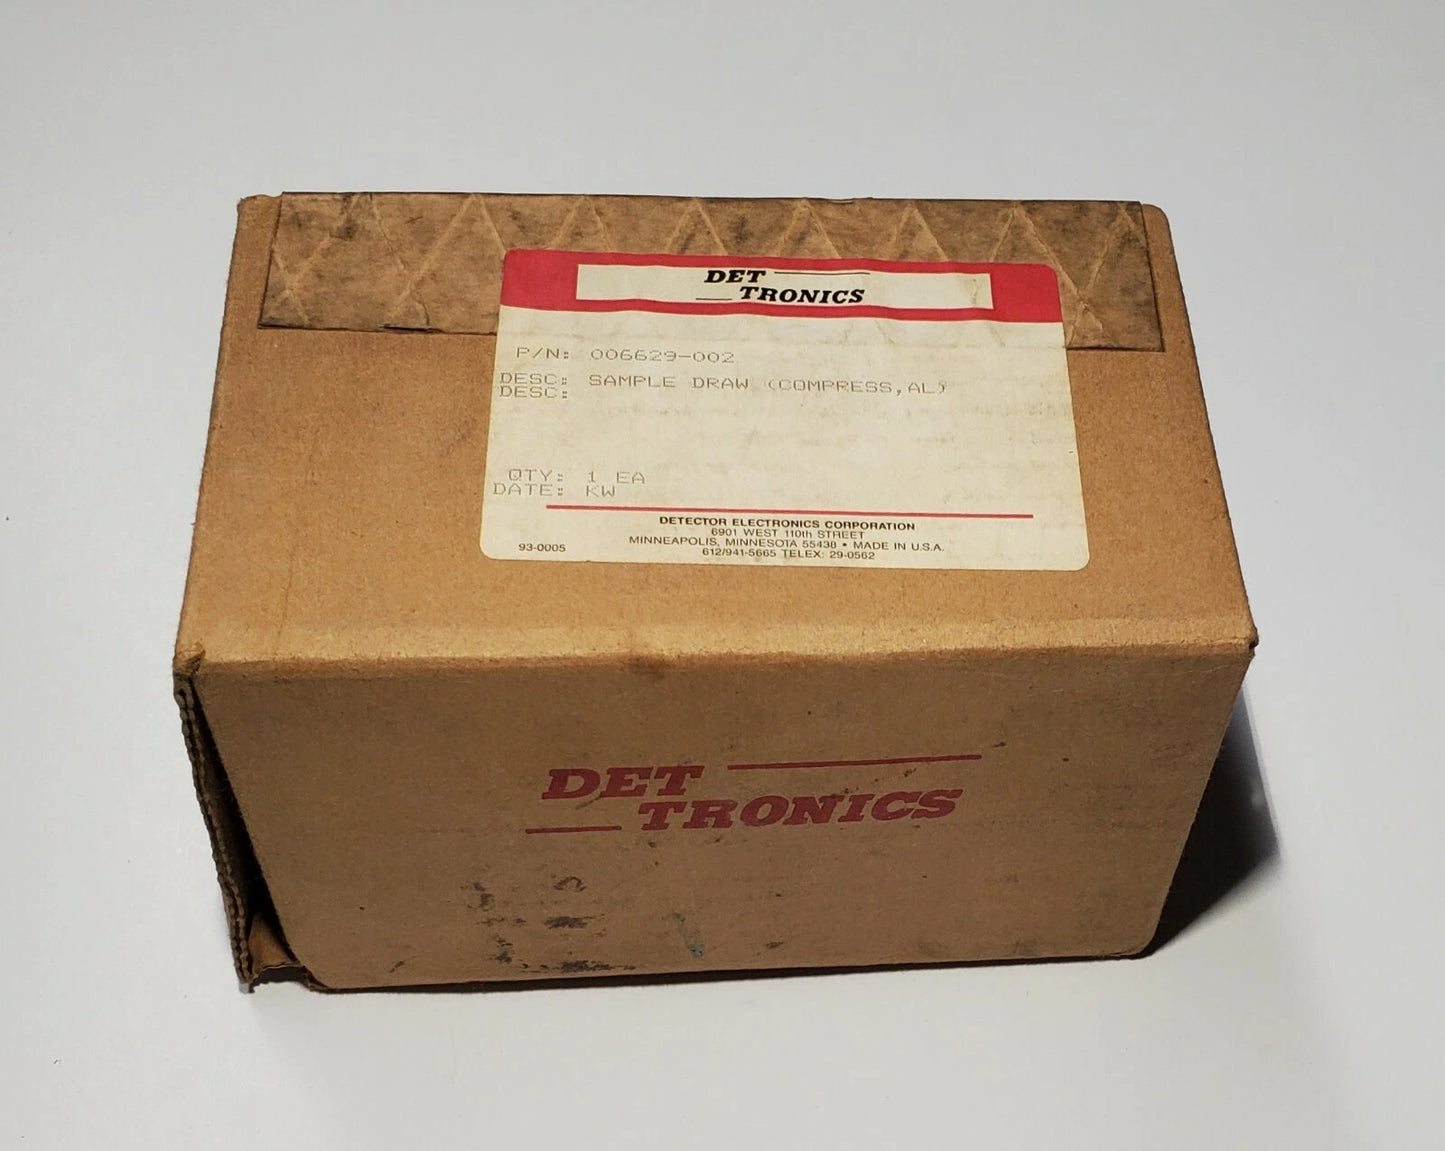 DET
TRONICS
P/N: 006629-002
DESC: SAMPLE DRAW (COMPRESS,AL)
DESC:
QTY: 1 EA
DATE: KW
DETECTOR ELECTRONICS CORPORATION
6901 WEST 110th STREET
MINNEAPOLIS, MINNESOTA 55438 • MADE IN U.S.A.
612/941-5665 TELEX: 29-0562
93-0005
DET
TRONICS